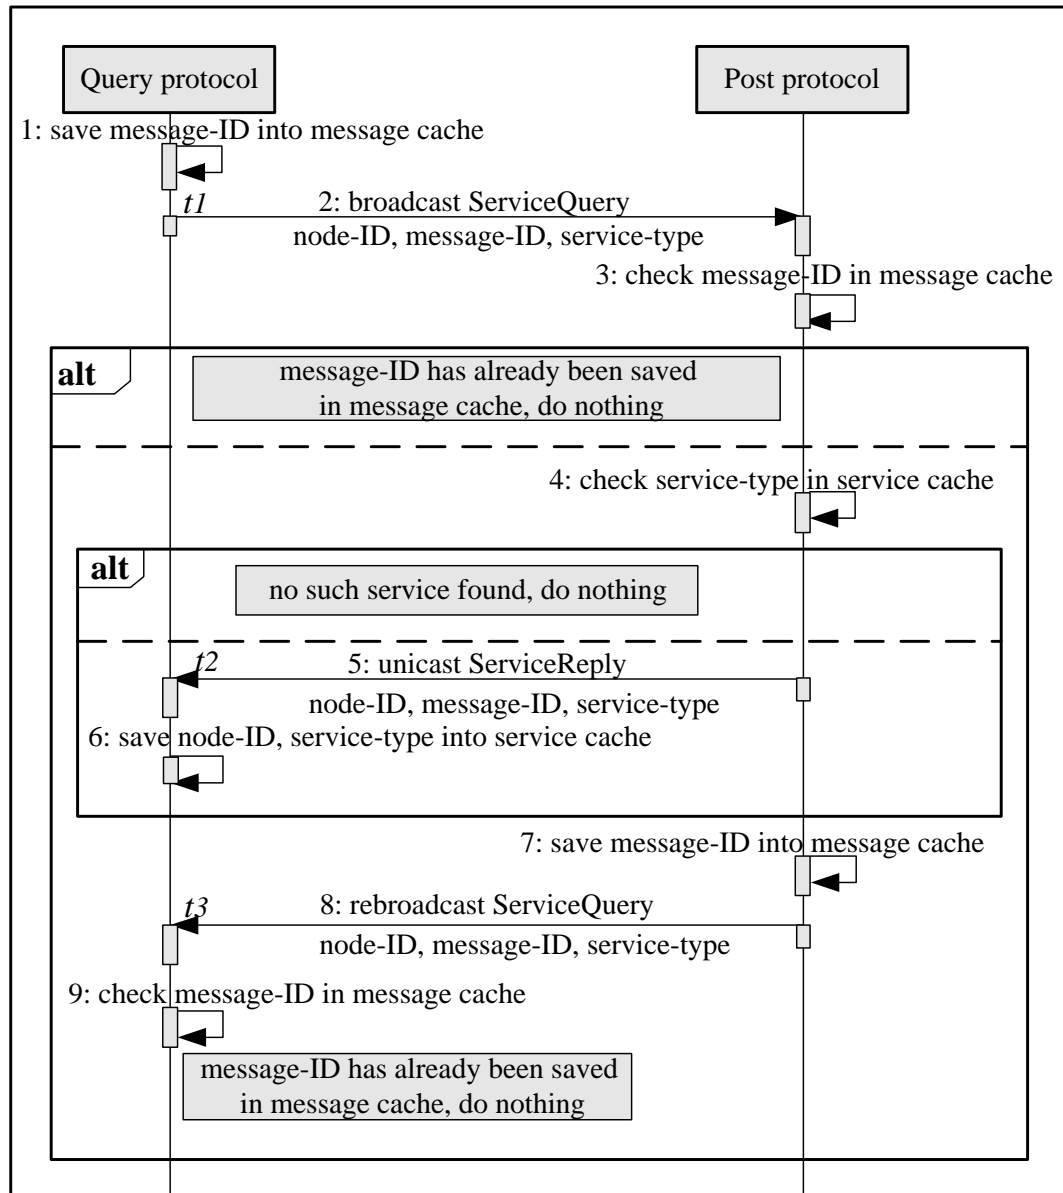 Query protocol
Post protocol
1: save message-ID into message cache
t1
2: broadcast ServiceQuery
node-ID, message-ID, service-type
3: check message-ID in message cache
alt
message-ID has already been saved
in message cache, do nothing
4: check service-type in service cache
alt
no such service found, do nothing
t2
5: unicast ServiceReply
node-ID, message-ID, service-type
6: save node-ID, service-type into service cache
7: save message-ID into message cache
t3
8: rebroadcast ServiceQuery
node-ID, message-ID, service-type
9: check message-ID in message cache
message-ID has already been saved
in message cache, do nothing